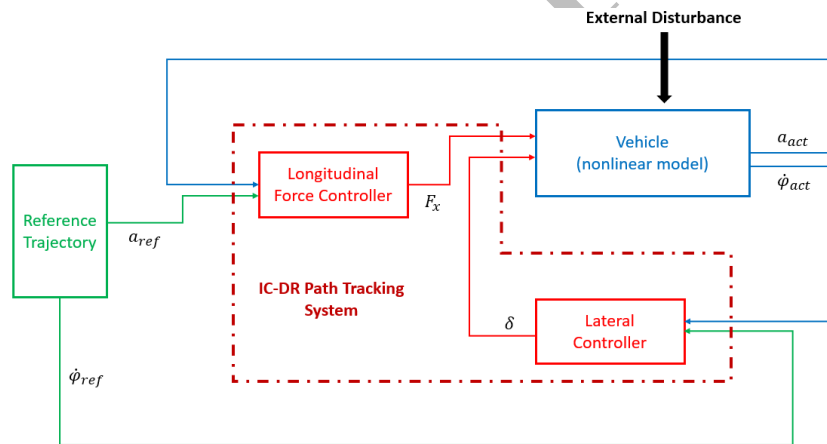 External Disturbance
Vehicle
(nonlinear model)
a_act
φ̇_act
Longitudinal
Force Controller
F_x
Reference
Trajectory
a_ref
IC-DR Path Tracking
System
δ
Lateral
Controller
φ̇_ref